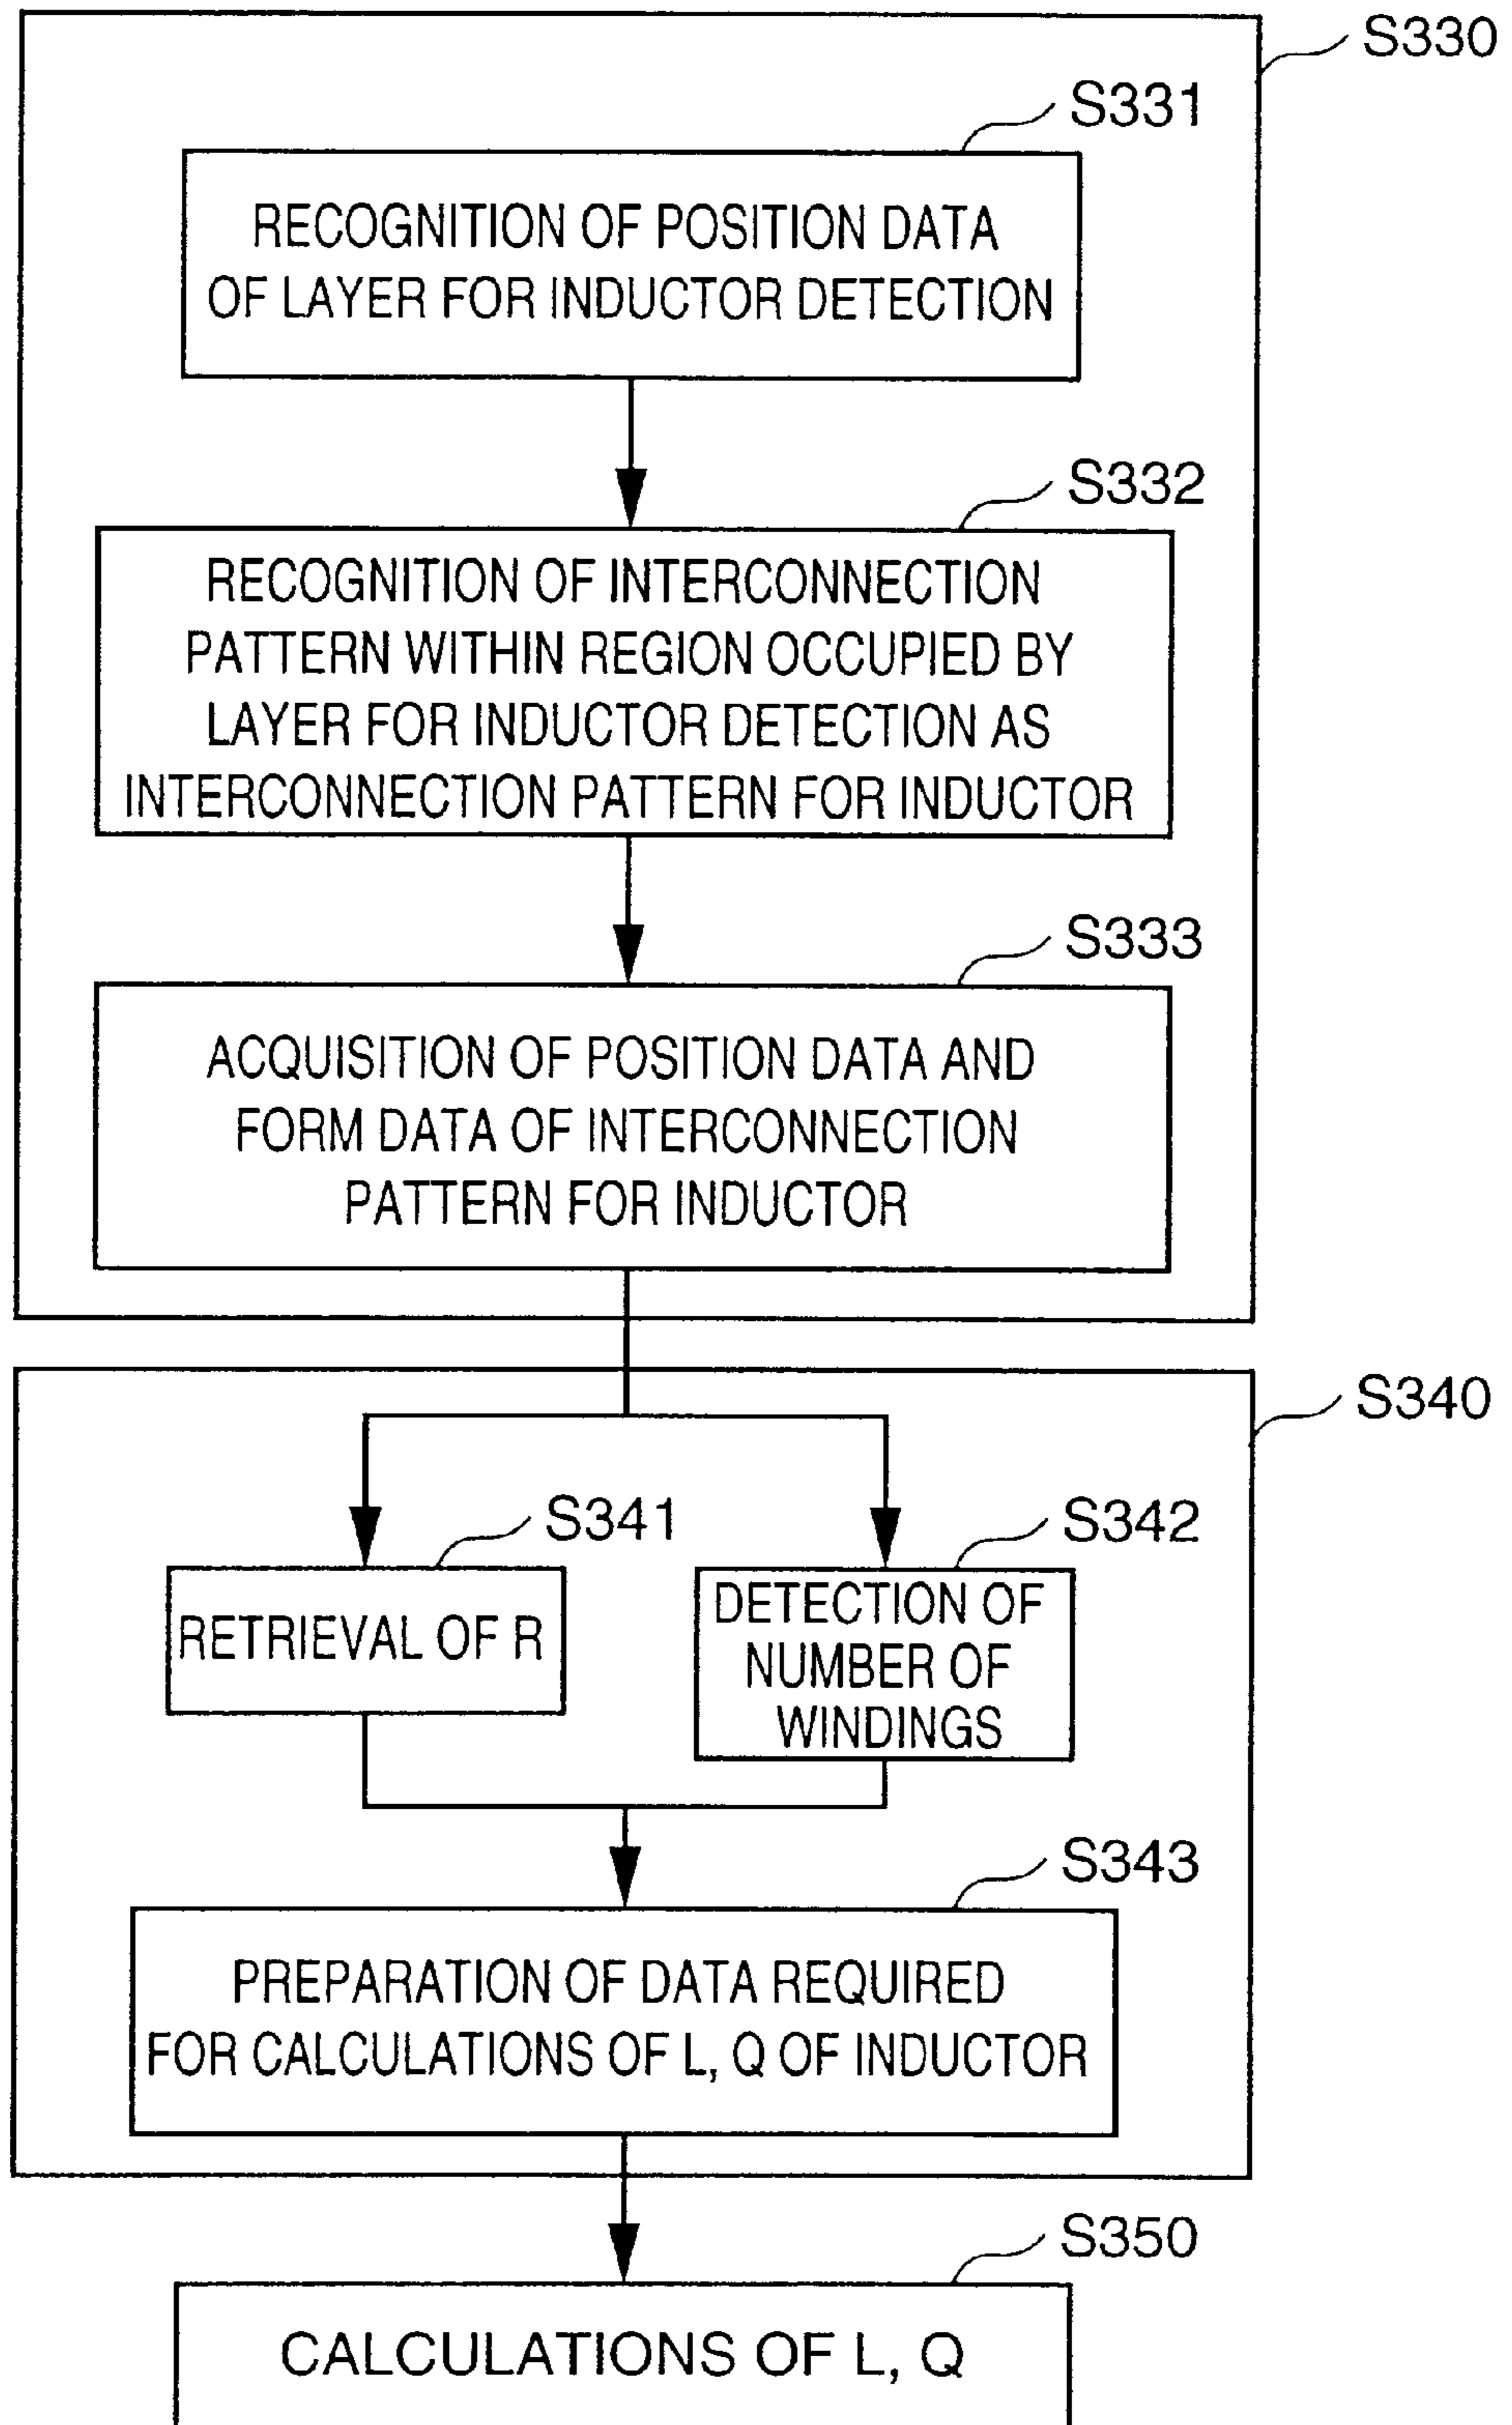 S330
S331
RECOGNITION OF POSITION DATA
OF LAYER FOR INDUCTOR DETECTION
S332
RECOGNITION OF INTERCONNECTION
PATTERN WITHIN REGION OCCUPIED BY
LAYER FOR INDUCTOR DETECTION AS
INTERCONNECTION PATTERN FOR INDUCTOR
S333
ACQUISITION OF POSITION DATA AND
FORM DATA OF INTERCONNECTION
PATTERN FOR INDUCTOR
S340
S341
RETRIEVAL OF R
S342
DETECTION OF
NUMBER OF
WINDINGS
S343
PREPARATION OF DATA REQUIRED
FOR CALCULATIONS OF L, Q OF INDUCTOR
S350
CALCULATIONS OF L, Q